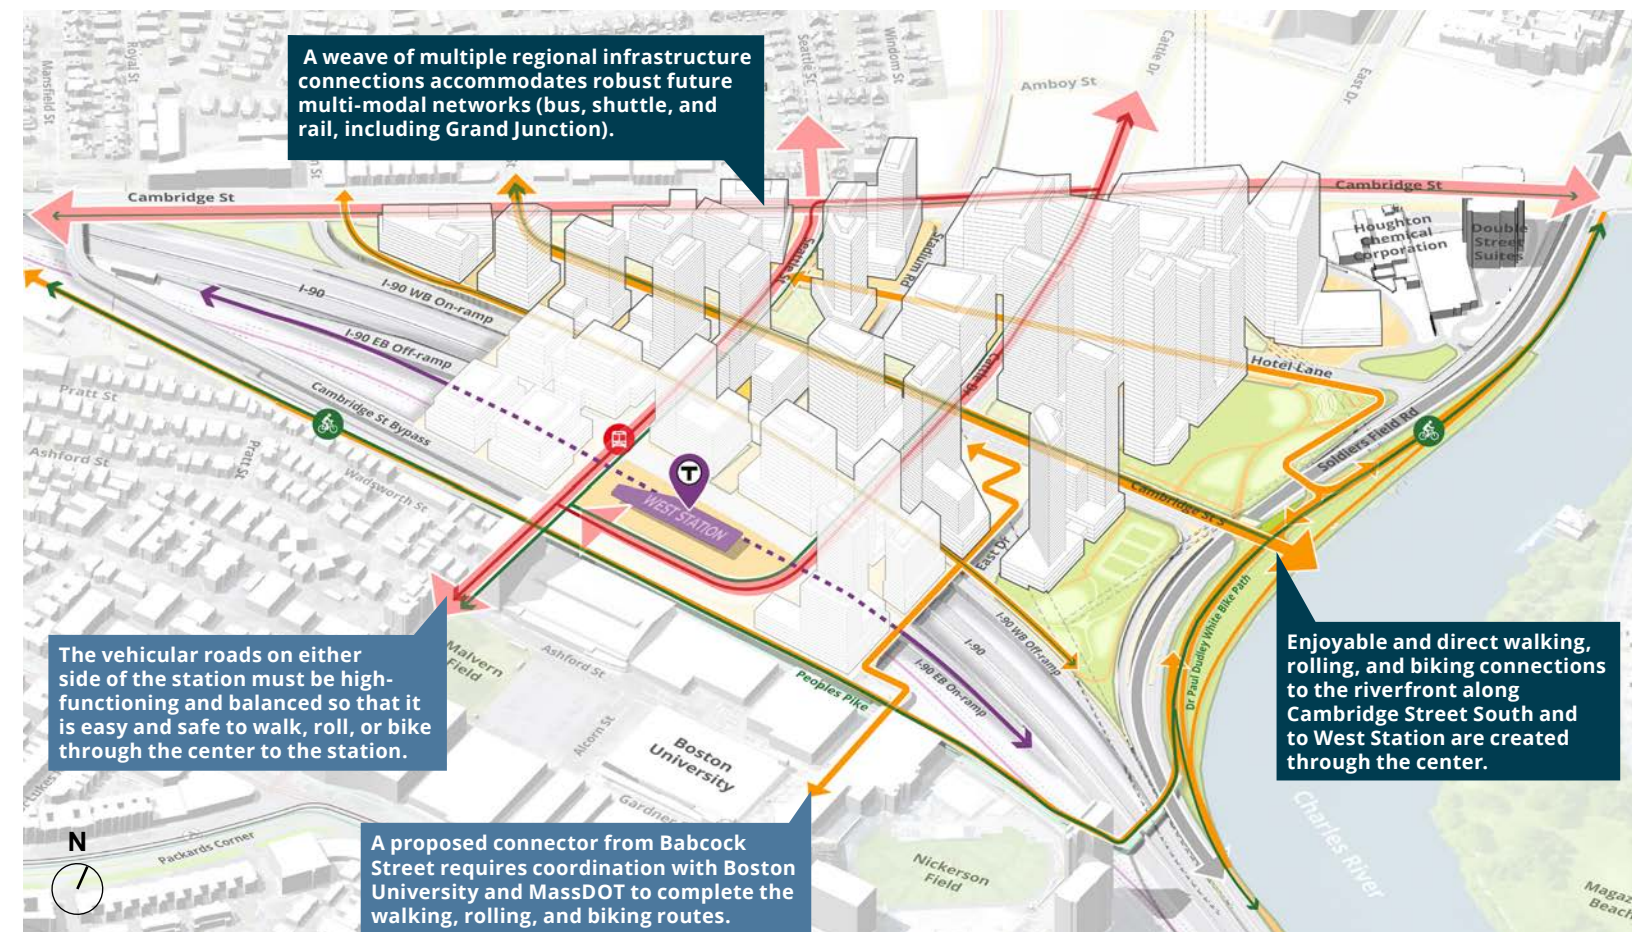 A weave of multiple regional infrastructure
connections accommodates robust future
multi-modal networks (bus, shuttle, and
rail, including Grand Junction).
Mansfield St
Royal St
Seattle St
Windom St
Cattle Dr
Amboy St
East Dr
Cambridge St
Cambridge St
Houghton
Chemical
Corporation
Double
Street
Suites
Seattle St
Stadium Rd
I-90
I-90 WB On-ramp
I-90 EB Off-ramp
Hotel Lane
Cattle Dr
Pratt St
Cambridge St Bypass
Soldiers Field Rd
Ashford St
Pratt St
Wadsworth St
T
WEST STATION
Cambridge St S
East Dr
Dr Paul Dudley White Bike Path
I-90 WB Off-ramp
I-90
I-90 EB On-ramp
The vehicular roads on either
side of the station must be high-
functioning and balanced so that it
is easy and safe to walk, roll, or bike
through the center to the station.
Enjoyable and direct walking,
rolling, and biking connections
to the riverfront along
Cambridge Street South and
to West Station are created
through the center.
Malvern
Field
Ashford St
Peoples Pike
Alcorn St
Boston
University
Gardner
Packards Corner
N
A proposed connector from Babcock
Street requires coordination with Boston
University and MassDOT to complete the
walking, rolling, and biking routes.
Nickerson
Field
Charles River
Beach